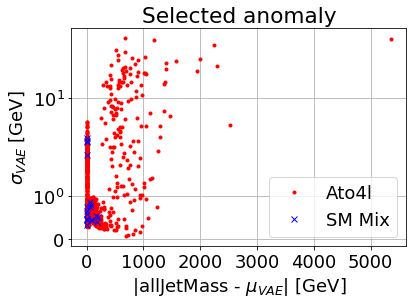 Selected anomaly
σ_VAE [GeV]
10¹
10⁰
0
Ato4l
SM Mix
0 1000 2000 3000 4000 5000
|allJetMass - μ_VAE| [GeV]